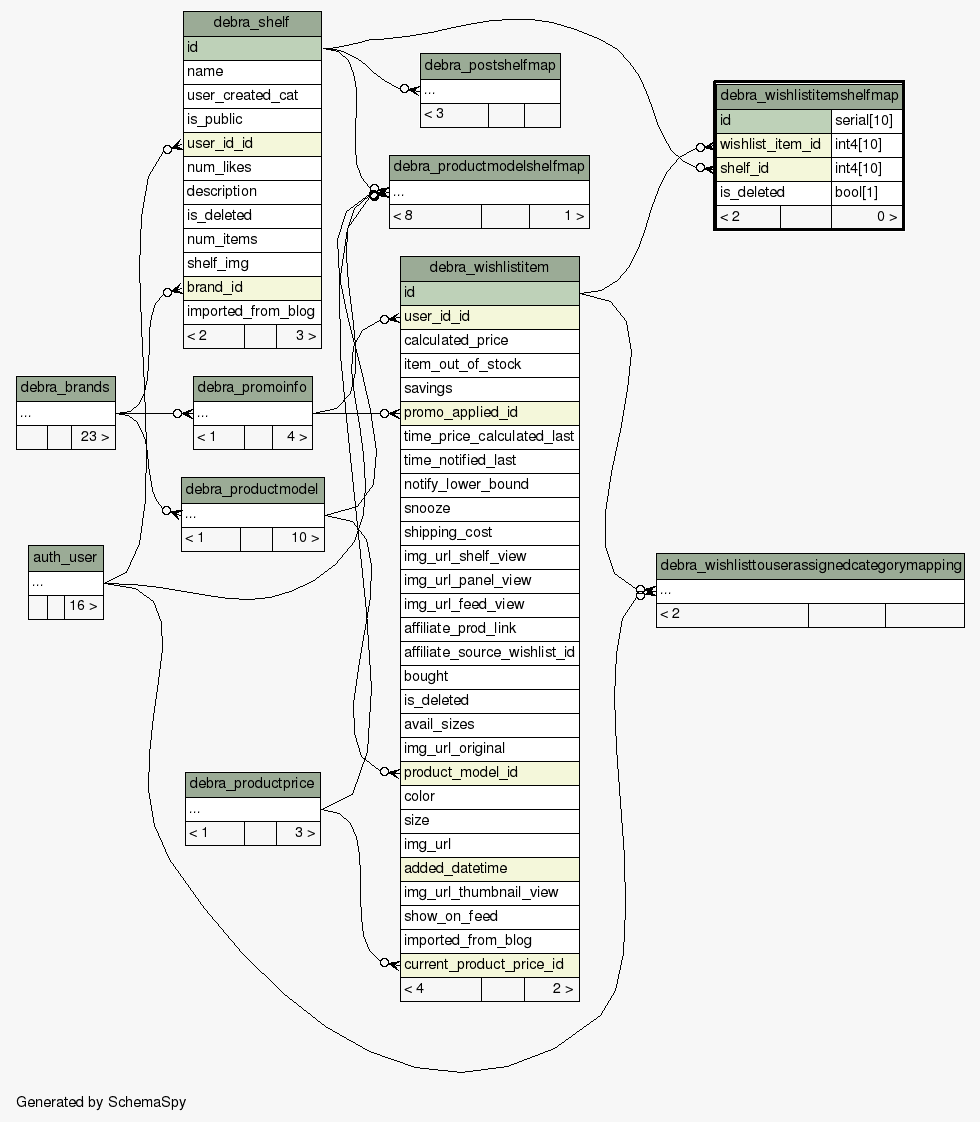 debra_shelf
id
name
user_created_cat
is_public
user_id_id
num_likes
description
is_deleted
num_items
shelf_img
brand_id
imported_from_blog
< 2 3 >
debra_postshelfmap
...
< 3
debra_wishlistitemshelfmap
id serial[10]
wishlist_item_id int4[10]
shelf_id int4[10]
is_deleted bool[1]
< 2 0 >
debra_productmodelshelfmap
...
< 8 1 >
debra_wishlistitem
id
user_id_id
calculated_price
item_out_of_stock
savings
promo_applied_id
time_price_calculated_last
time_notified_last
notify_lower_bound
snooze
shipping_cost
img_url_shelf_view
img_url_panel_view
img_url_feed_view
affiliate_prod_link
affiliate_source_wishlist_id
bought
is_deleted
avail_sizes
img_url_original
product_model_id
color
size
img_url
added_datetime
img_url_thumbnail_view
show_on_feed
imported_from_blog
current_product_price_id
< 4 2 >
debra_brands
...
23 >
debra_promoinfo
...
< 1 4 >
debra_productmodel
...
< 1 10 >
auth_user
...
16 >
debra_wishlisttouserassignedcategorymapping
...
< 2
debra_productprice
...
< 1 3 >
Generated by SchemaSpy